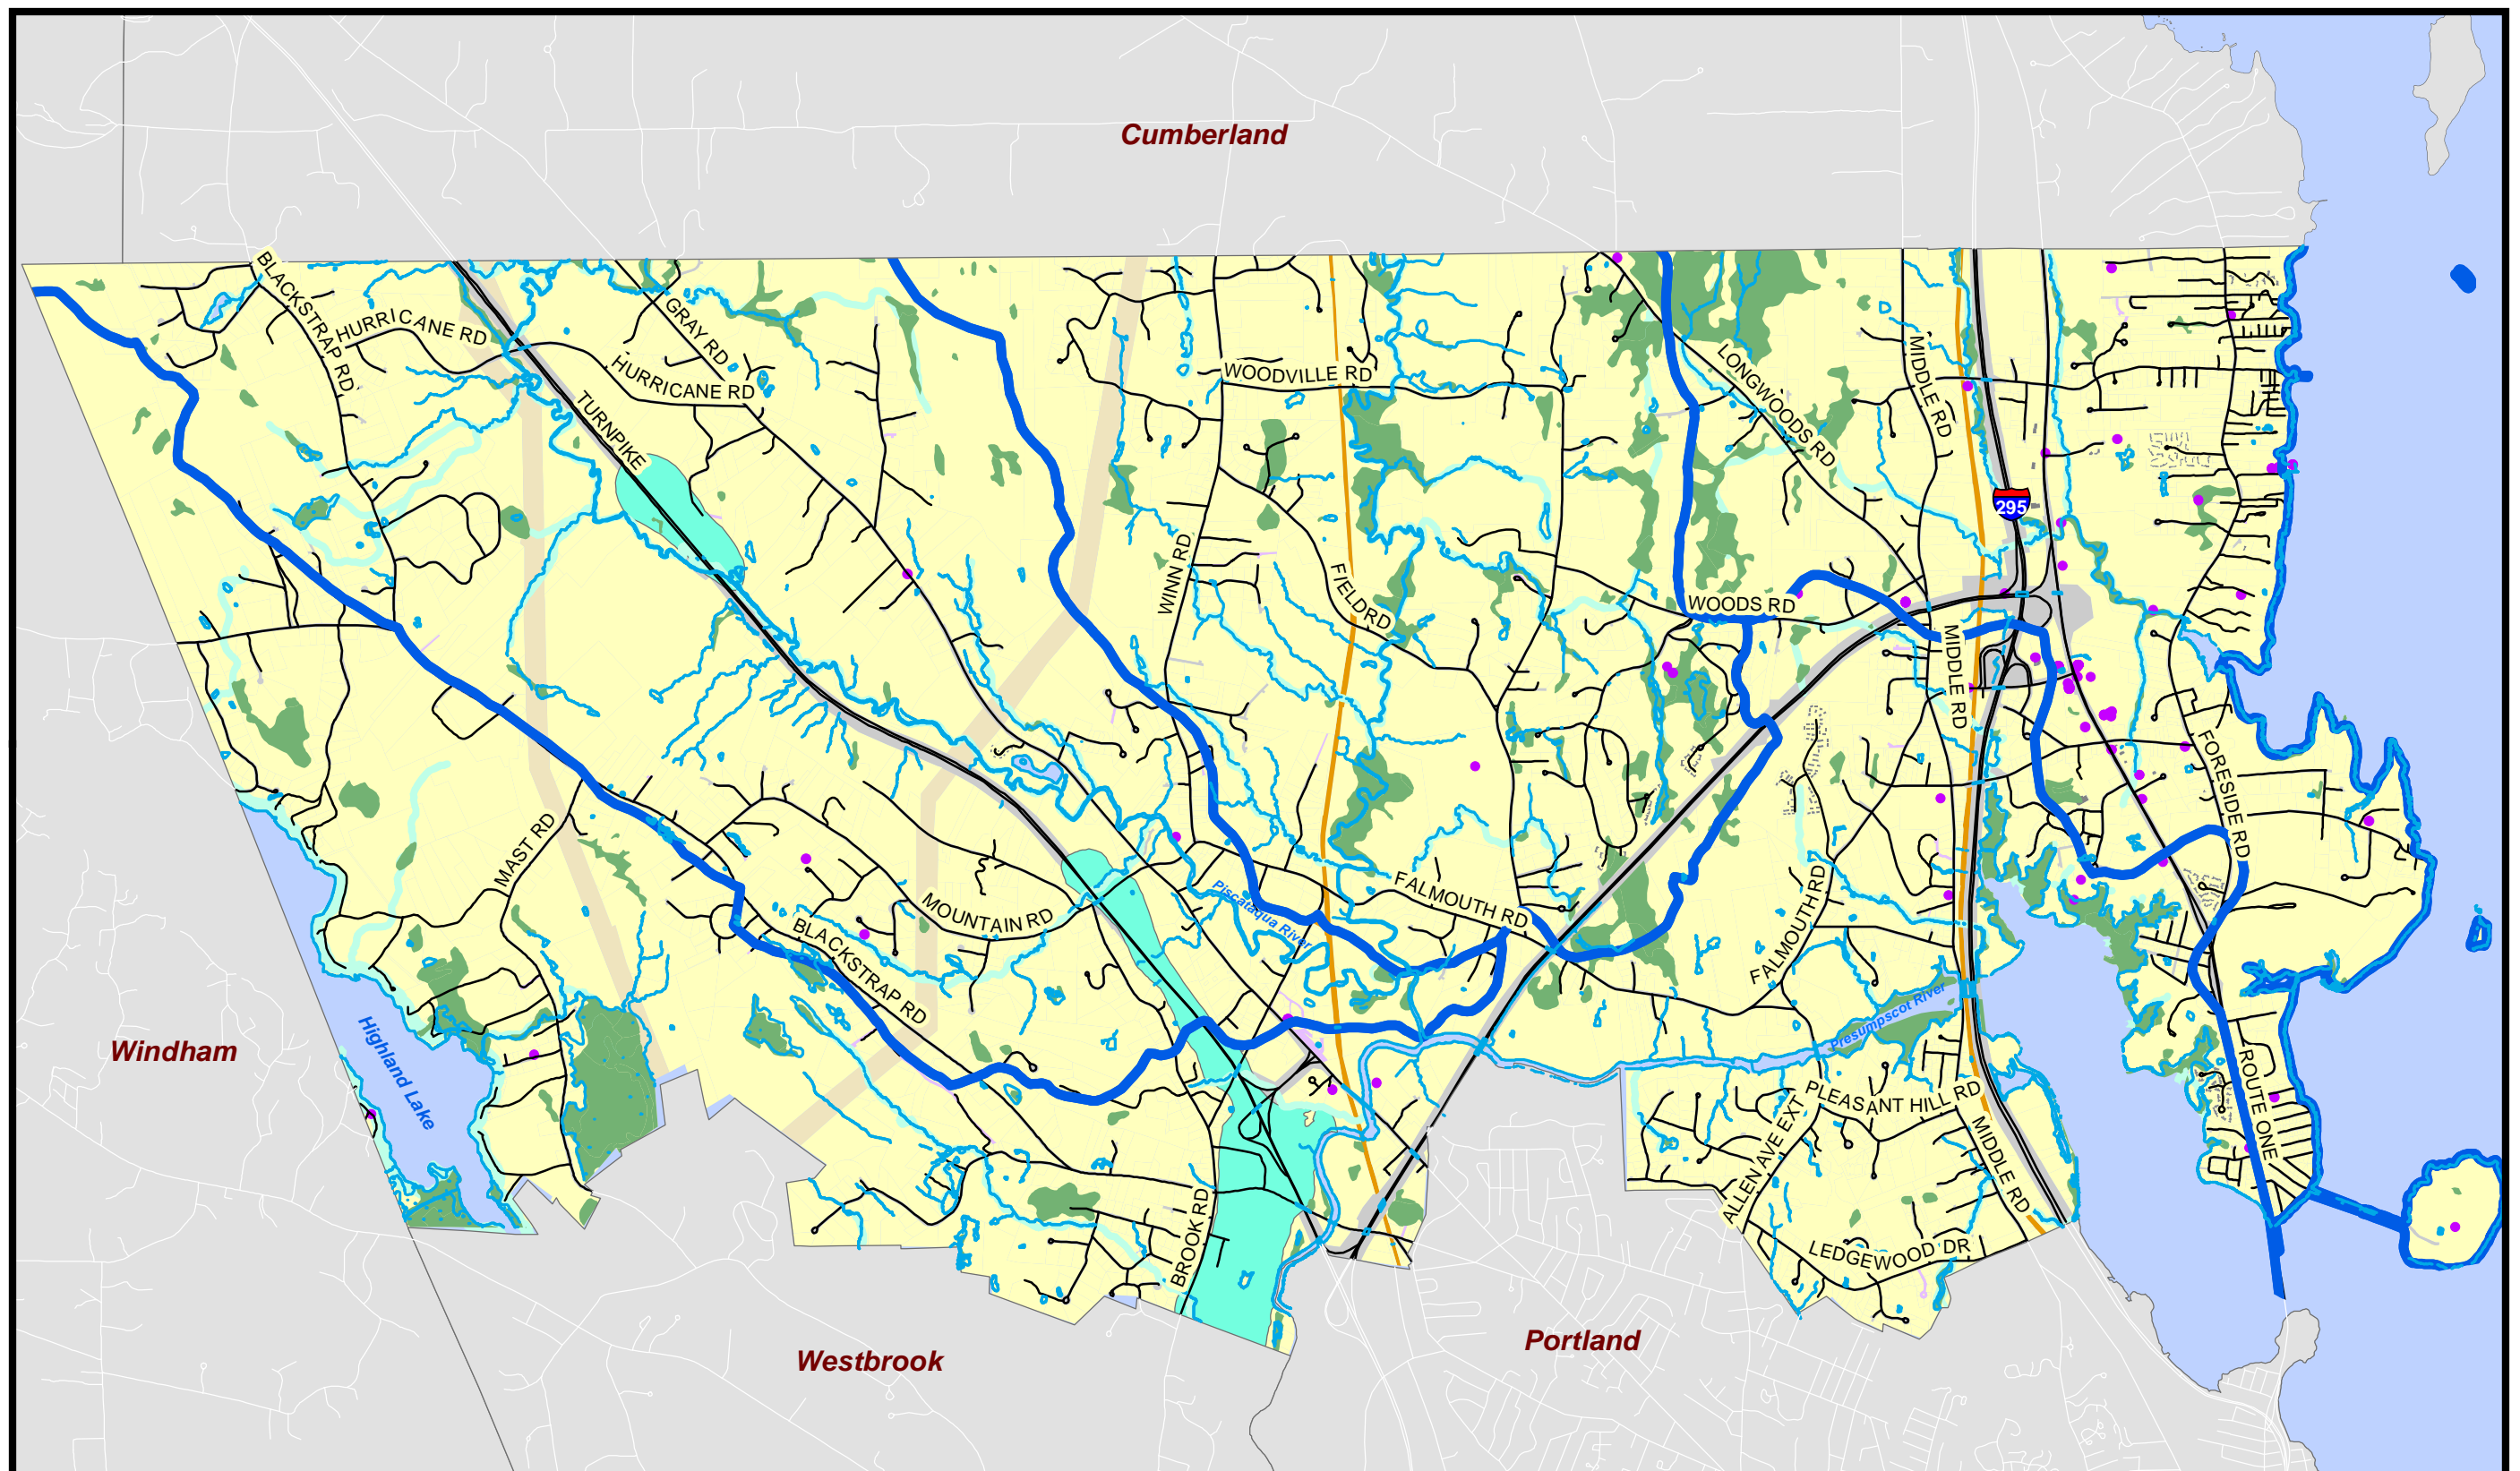 Cumberland
BLACKSTRAP RD
HURRICANE RD
GRAY RD
HURRICANE RD
TURNPIKE
WOODVILLE RD
LONGWOODS RD
MIDDLE RD
295
WINN RD
FIELD RD
WOODS RD
MIDDLE RD
FORESIDE RD
MAST RD
MOUNTAIN RD
BLACKSTRAP RD
Piscataqua River
FALMOUTH RD
FALMOUTH RD
Presumpscot River
Windham
Highland Lake
PLEASANT HILL RD
ALLEN AVE EXT
MIDDLE RD
ROUTE ONE
BROOK RD
LEDGEWOOD DR
Westbrook
Portland